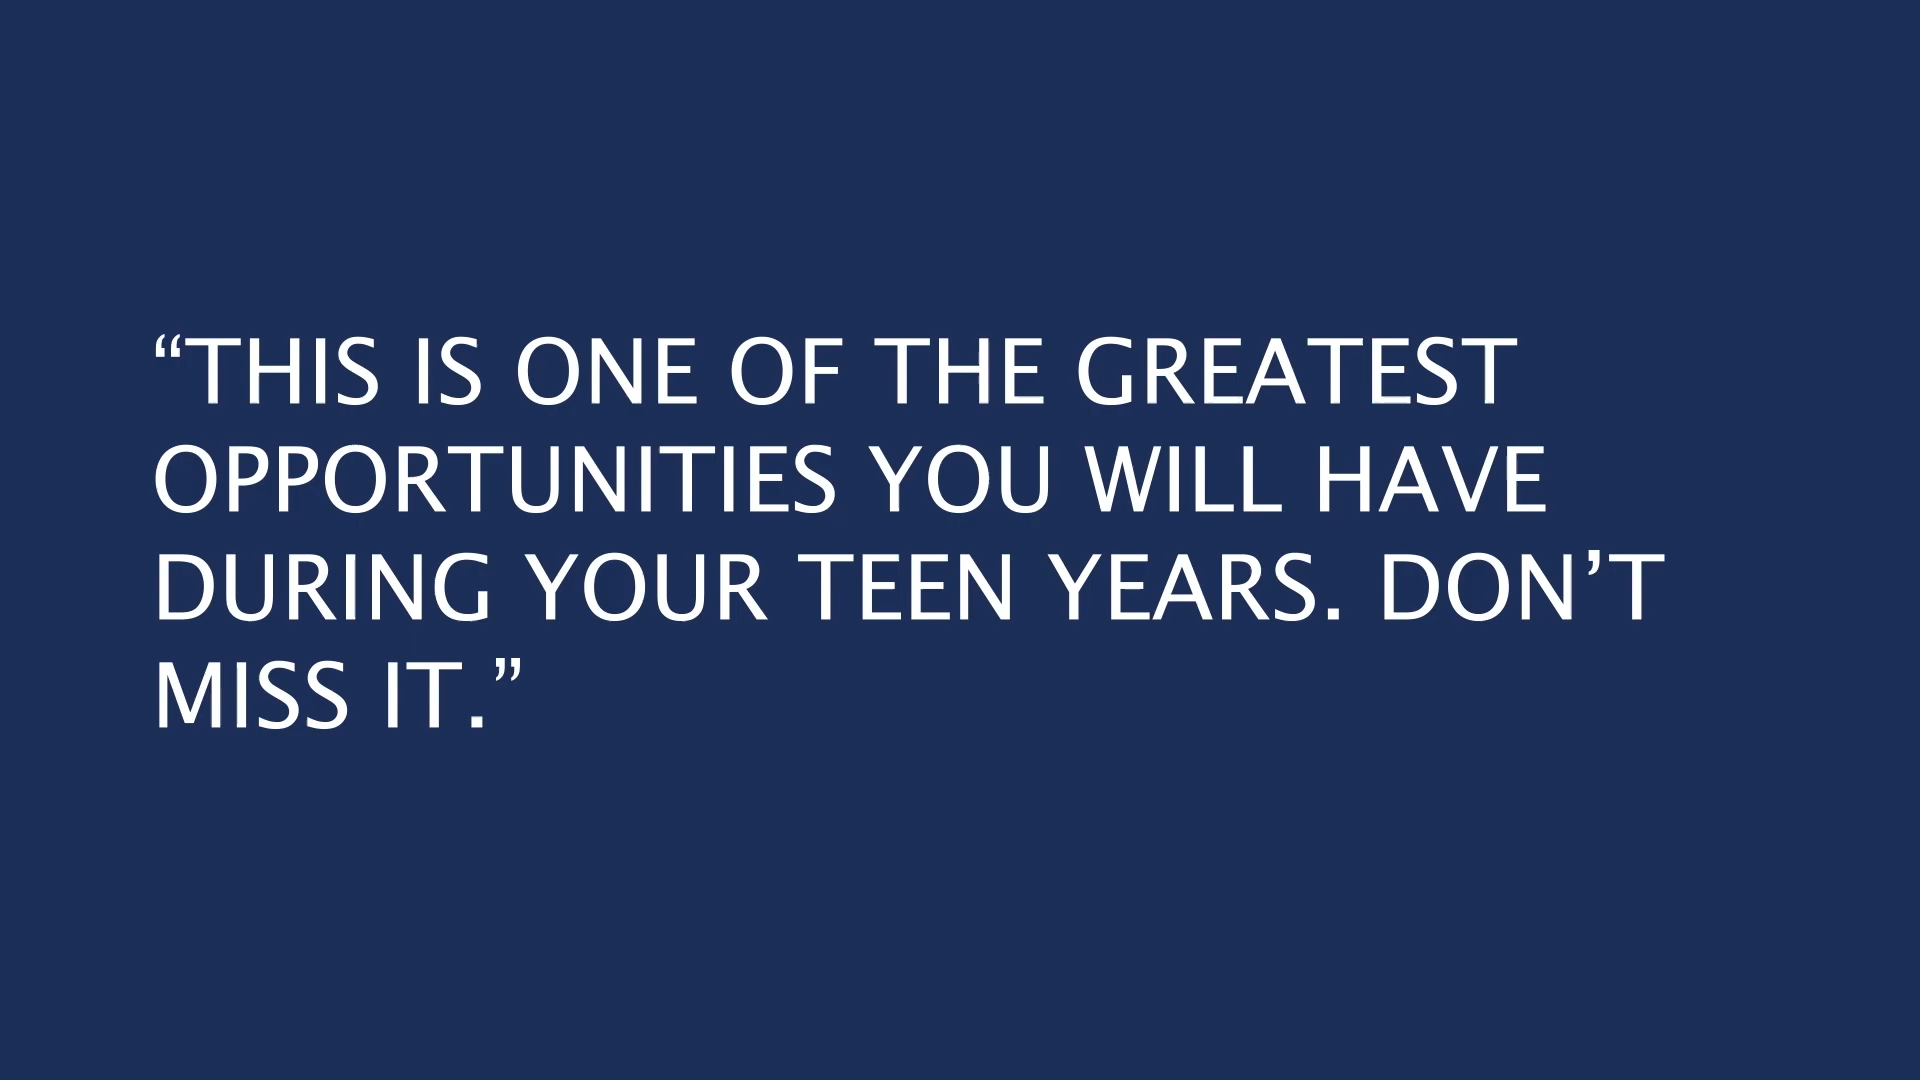 “THIS IS ONE OF THE GREATEST
OPPORTUNITIES YOU WILL HAVE
DURING YOUR TEEN YEARS. DON’T
MISS IT.”